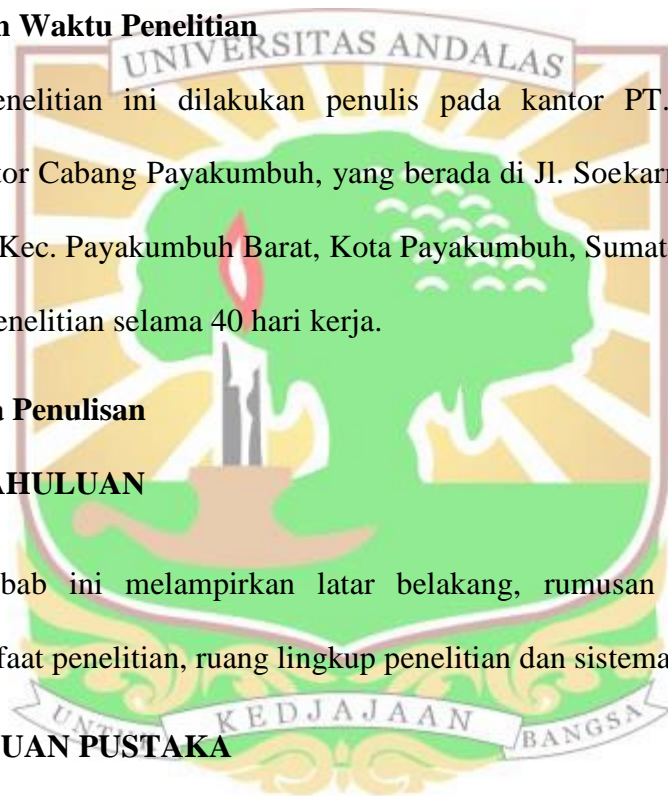 n Waktu Penelitian
UNIVERSITAS ANDALAS
enelitian ini dilakukan penulis pada kantor PT.
tor Cabang Payakumbuh, yang berada di Jl. Soekarn
Kec. Payakumbuh Barat, Kota Payakumbuh, Sumat
enelitian selama 40 hari kerja.
a Penulisan
AHULUAN
bab ini melampirkan latar belakang, rumusan
faat penelitian, ruang lingkup penelitian dan sistema
UNTUK KEDJAJAAN BANGSA
UAN PUSTAKA